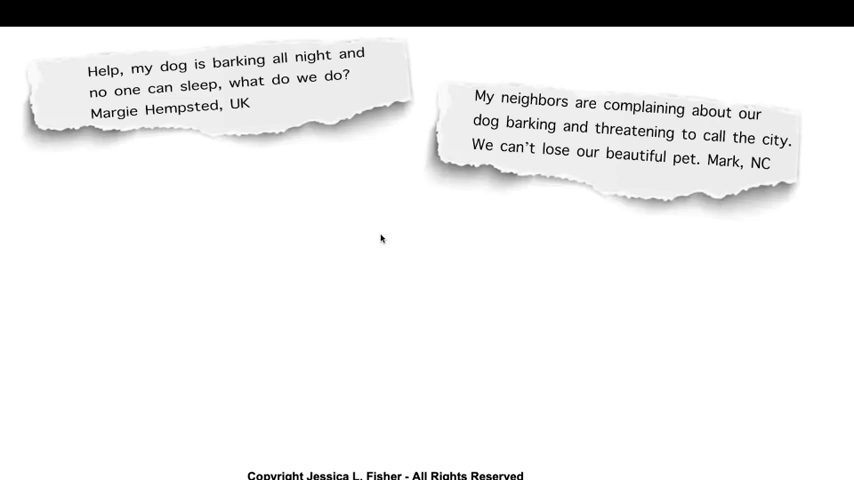 Help, my dog is barking all night and
no one can sleep, what do we do?
Margie Hempsted, UK
My neighbors are complaining about our
dog barking and threatening to call the city.
We can't lose our beautiful pet. Mark, NC
Copyright Jessica L. Fisher - All Rights Reserved